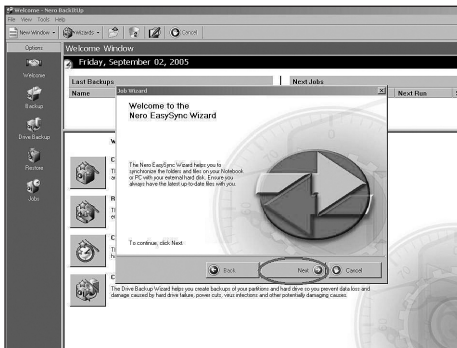 Welcome - Nero BackItUp
File View Tools Help
New Window
Wizards
Cancel
Options
Welcome Window
Friday, September 02, 2005
Last Backups
Next Jobs
Name
Next Run
Welcome
Backup
Drive Backup
Restore
Jobs
Job Wizard
Welcome to the
Nero EasySync Wizard
The Nero EasySync Wizard helps you to
synchronize the folders and files on your Notebook
or PC with your external hard disk. Ensure you
always have the latest up-to-date files with you.
To continue, click Next
Back
Next
Cancel
The Drive Backup Wizard helps you create backups of your partitions and hard drive so you prevent data loss and
damage caused by hard drive failure, power cuts, virus infections and other potentially damaging causes.